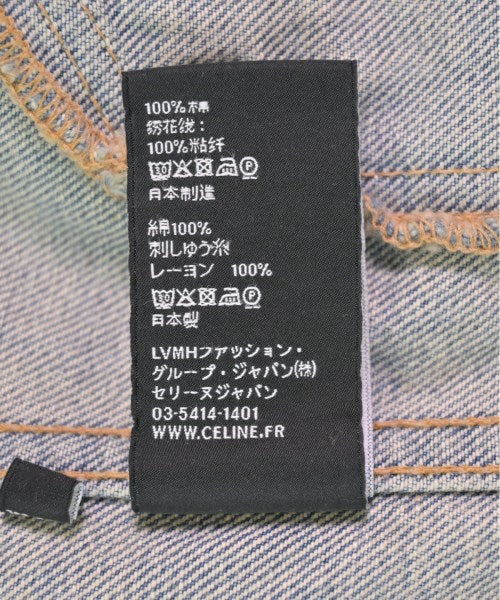 100%棉
绣花线:
100%粘纤
日本制造
綿100%
刺しゅう糸
レーヨン 100%
日本製
LVMHファッション・
グループ・ジャパン㈱
セリーヌジャパン
03-5414-1401
WWW.CELINE.FR